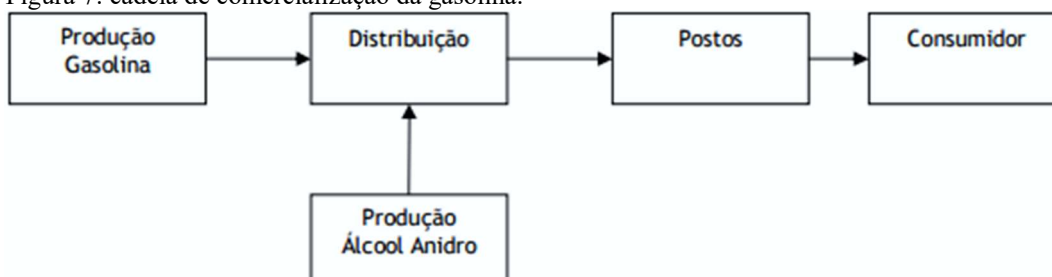 Figura 7: cadeia de comercialização da gasolina.
Produção
Gasolina
Distribuição
Postos
Consumidor
Produção
Álcool Anidro